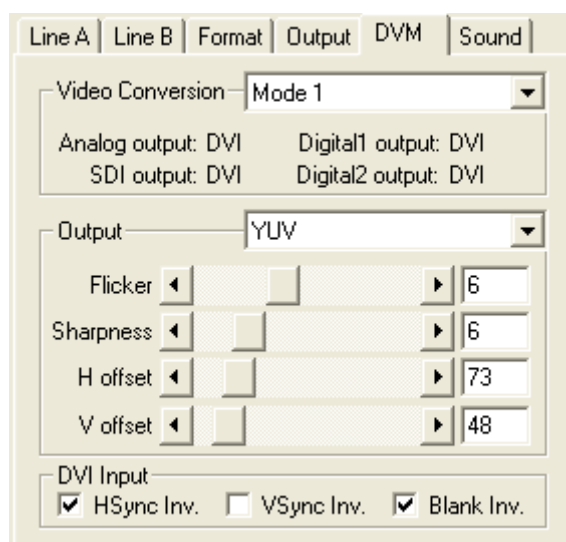 Line A Line B Format Output DVM Sound
Video Conversion Mode 1
Analog output: DVI Digital1 output: DVI
SDI output: DVI Digital2 output: DVI
Output YUV
Flicker 6
Sharpness 6
H offset 73
V offset 48
DVI Input
HSync Inv. VSync Inv. Blank Inv.